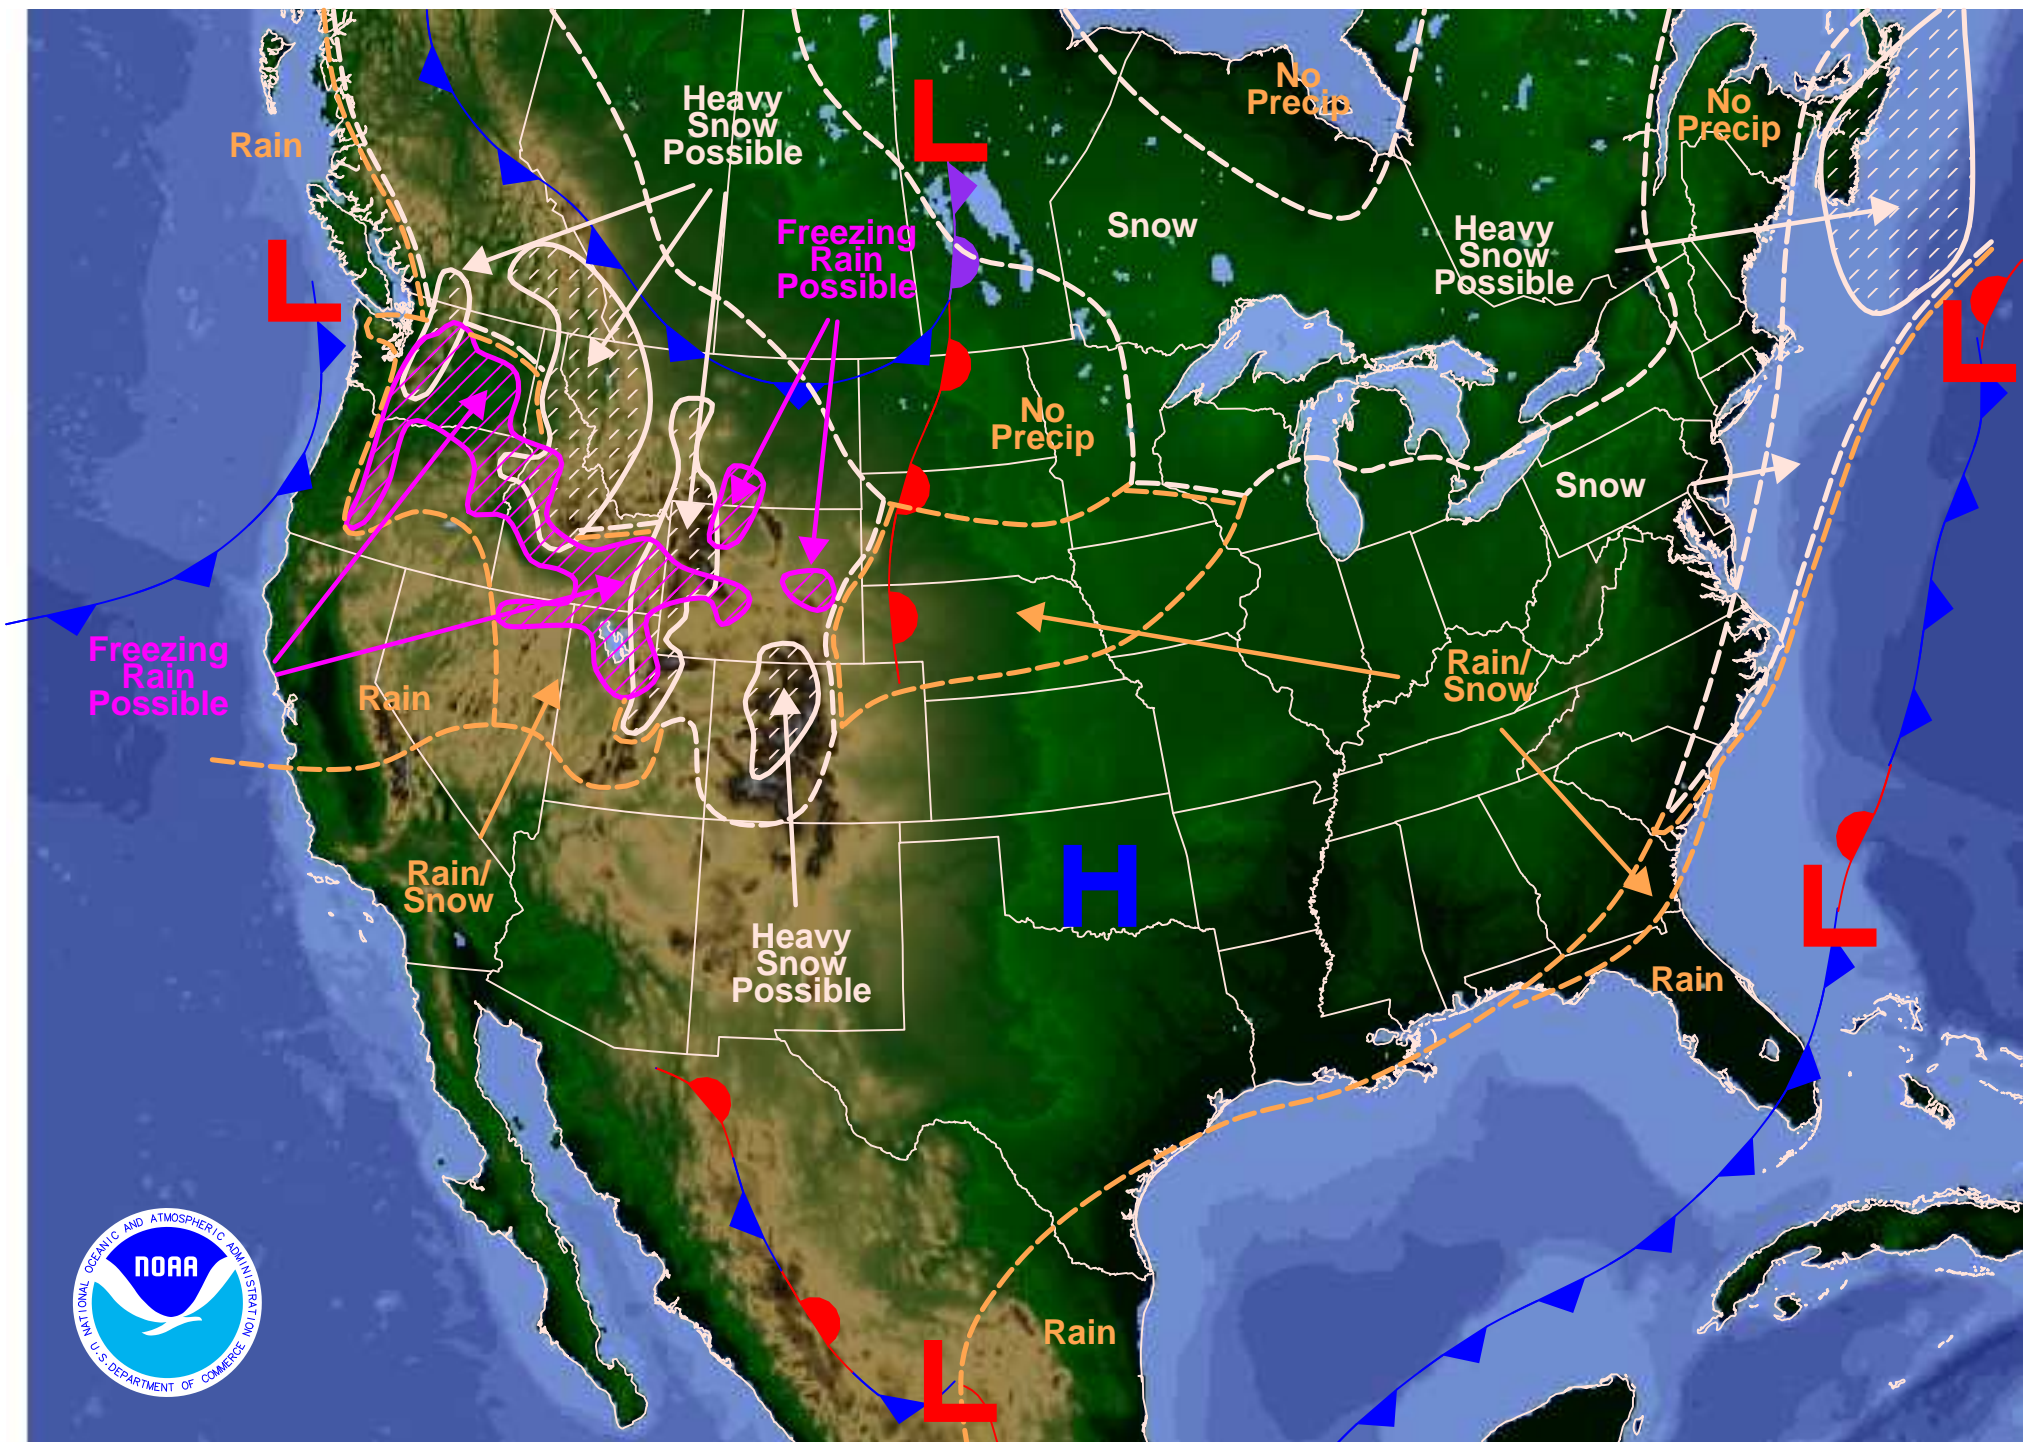 No
Precip
No
Precip
Heavy
Snow
Possible
L
Rain
Snow
Heavy
Snow
Possible
Freezing
Rain
Possible
L
L
No
Precip
Snow
Freezing
Rain
Possible
Rain
Rain/
Snow
Rain/
Snow
H
L
Heavy
Snow
Possible
Rain
Rain
L
NATIONAL OCEANIC AND ATMOSPHERIC ADMINISTRATION
NOAA
U.S. DEPARTMENT OF COMMERCE